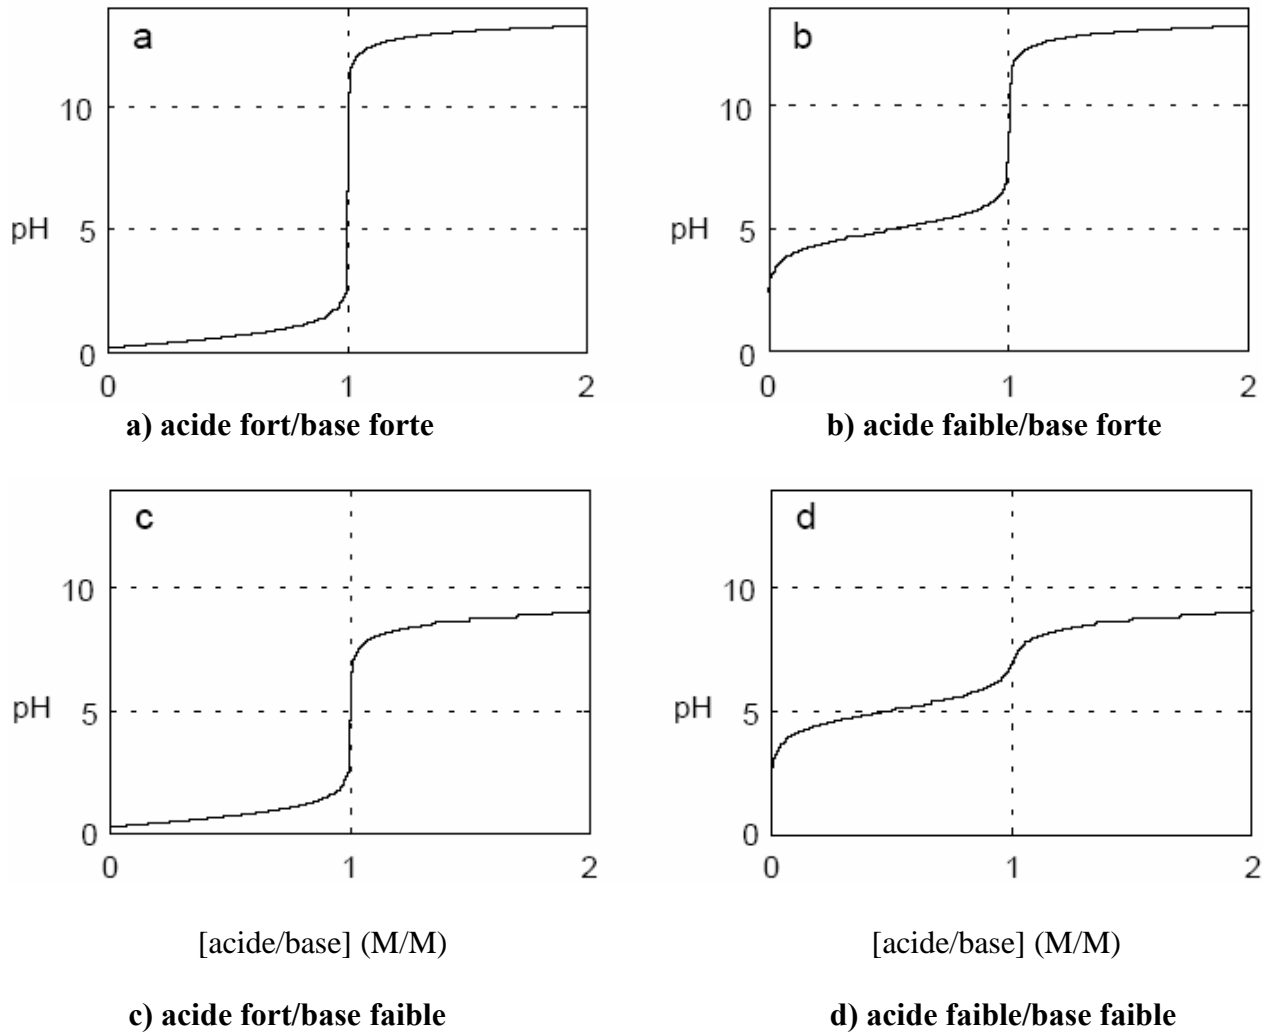 a
10
pH
5
0
0
1
2
a) acide fort/base forte
b
10
pH
5
0
0
1
2
b) acide faible/base forte
c
10
pH
5
0
0
1
2
[acide/base] (M/M)
c) acide fort/base faible
d
10
pH
5
0
0
1
2
[acide/base] (M/M)
d) acide faible/base faible